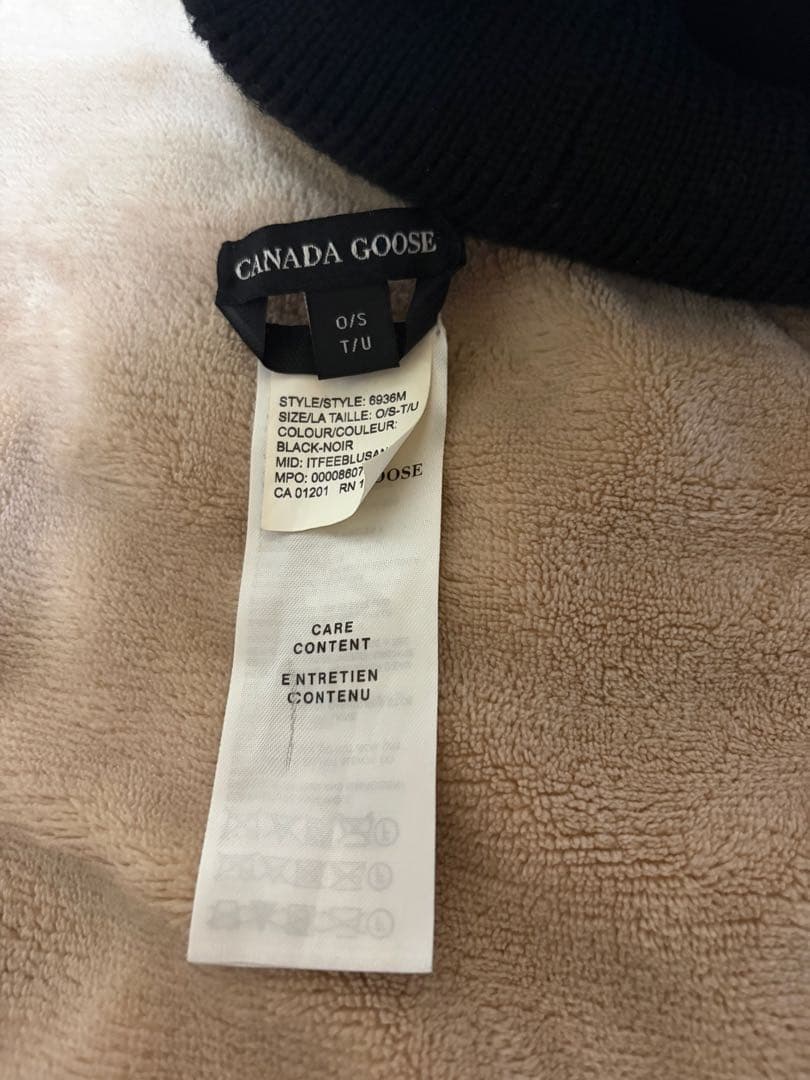 CANADA GOOSE
O/S
T/U
STYLE/STYLE: 6936M
SIZE/LA TAILLE: O/S-T/U
COLOUR/COULEUR:
BLACK-NOIR
MID: ITFEEBLUSAN
MPO: 00008607
CA 01201 RN 1
OOSE
CARE
CONTENT
ENTRETIEN
CONTENU